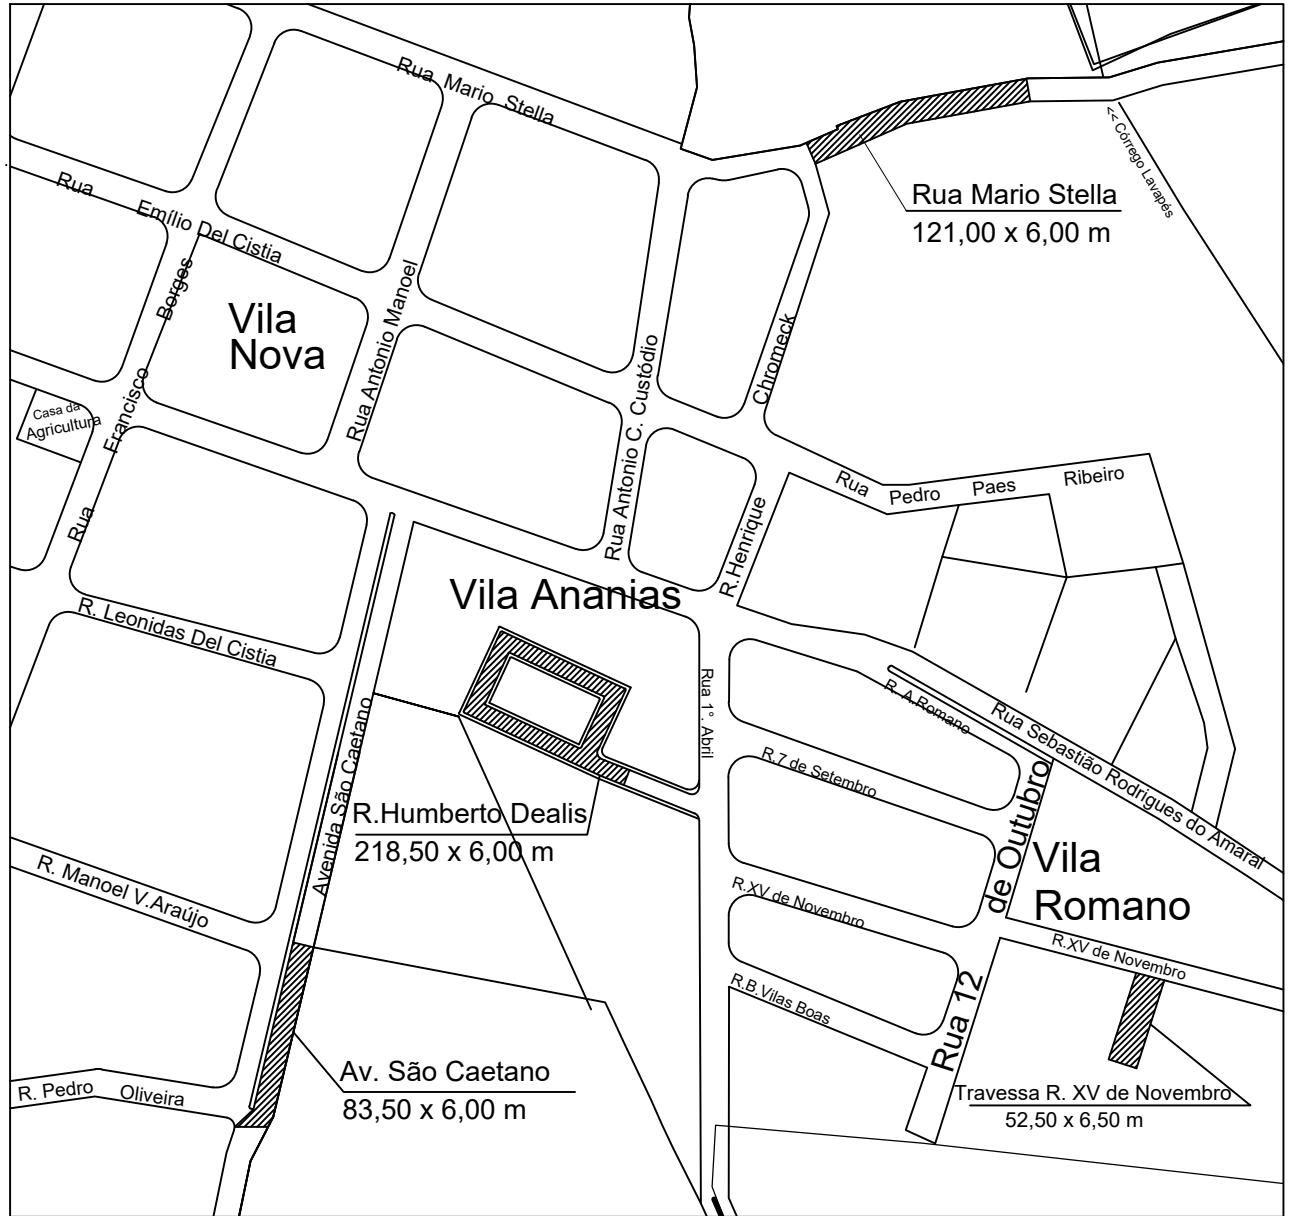 Rua Mario Stella
<< Córrego Lavapés
Rua Emílio Del Cistia
Rua Mario Stella
121,00 x 6,00 m
Rua Francisco Borges
Vila
Nova
Rua Antonio Manoel
Rua Antonio C. Custódio
R.Henrique Chromeck
Casa da
Agricultura
Rua Pedro Paes Ribeiro
Vila Ananias
R. Leonidas Del Cistia
Rua 1°. Abril
R. A.Romano
Rua Sebastião Rodrigues do Amaral
Avenida São Caetano
R.7 de Setembro
R.Humberto Dealis
218,50 x 6,00 m
Rua 12 de Outubro
Vila
Romano
R. Manoel V.Araújo
R.XV de Novembro
R.XV de Novembro
R.B.Vilas Boas
Av. São Caetano
83,50 x 6,00 m
R. Pedro Oliveira
Travessa R. XV de Novembro
52,50 x 6,50 m